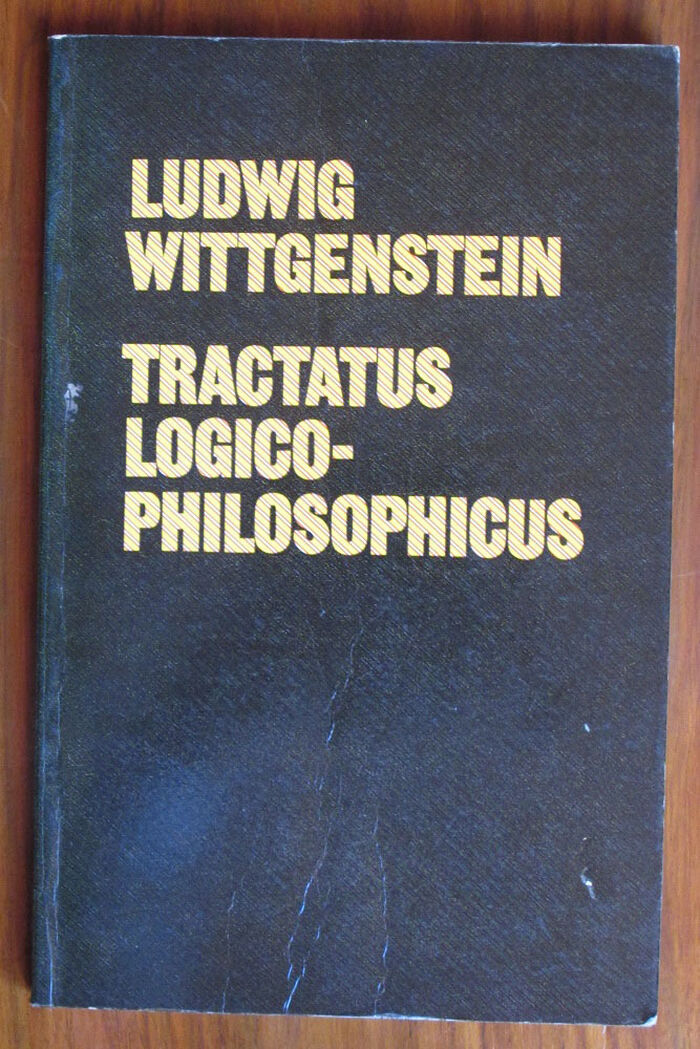 LUDWIG
WITTGENSTEIN
TRACTATUS
LOGICO-
PHILOSOPHICUS